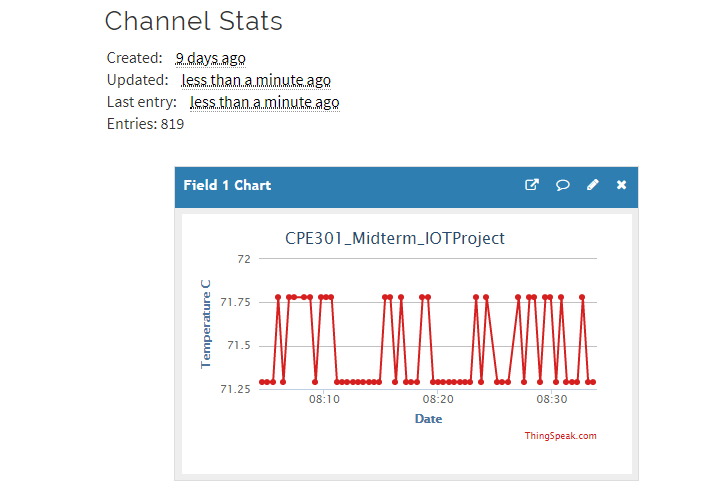 Channel Stats
Created: 9 days ago
Updated: less than a minute ago
Last entry: less than a minute ago
Entries: 819
Field 1 Chart
CPE301_Midterm_IOTProject
72
71.75
71.5
71.25
Temperature C
08:10 08:20 08:30
Date
ThingSpeak.com